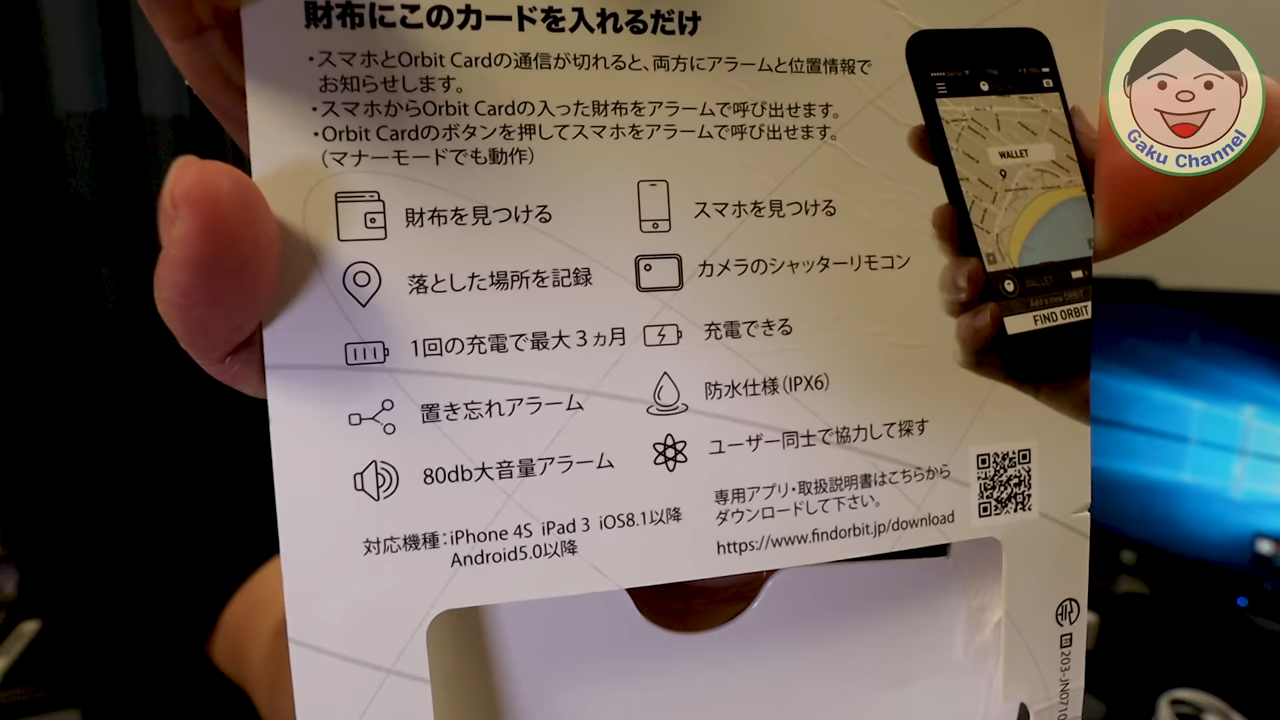 財布にこのカードを入れるだけ
・スマホとOrbit Cardの通信が切れると、両方にアラームと位置情報で
お知らせします。
・スマホからOrbit Cardの入った財布をアラームで呼び出せます。
・Orbit Cardのボタンを押してスマホをアラームで呼び出せます。
（マナーモードでも動作）
財布を見つける
スマホを見つける
落とした場所を記録
カメラのシャッターリモコン
1回の充電で最大３ヵ月
充電できる
置き忘れアラーム
防水仕様（IPX6）
80db大音量アラーム
ユーザー同士で協力して探す
対応機種：iPhone 4S iPad 3 iOS8.1以降
Android5.0以降
専用アプリ・取扱説明書はこちらから
ダウンロードして下さい。
https://www.findorbit.jp/download
WALLET
WALLET
FIND ORBIT
Gaku Channel
203-JN0710